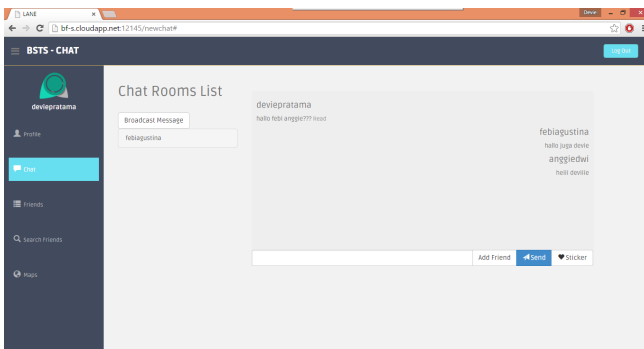 LANE
Devie
bf-s.cloudapp.net:12145/newchat#
BSTS - CHAT
Log Out
deviepratama
Profile
Chat
Friends
Search Friends
Maps
Chat Rooms List
Broadcast Message
febiagustina
deviepratama
hallo febi anggie??? Read
febiagustina
hallo juga devie
anggiedwi
heiii deville
Add Friend
Send
Sticker